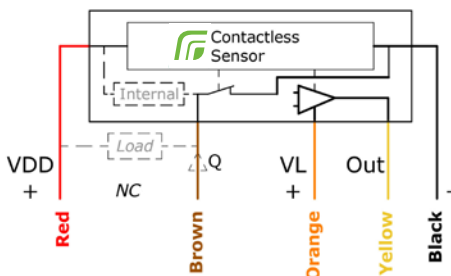 Contactless
Sensor
Internal
Load
Q
VDD
+
NC
VL
+
Out
-
Red
Brown
Orange
Yellow
Black